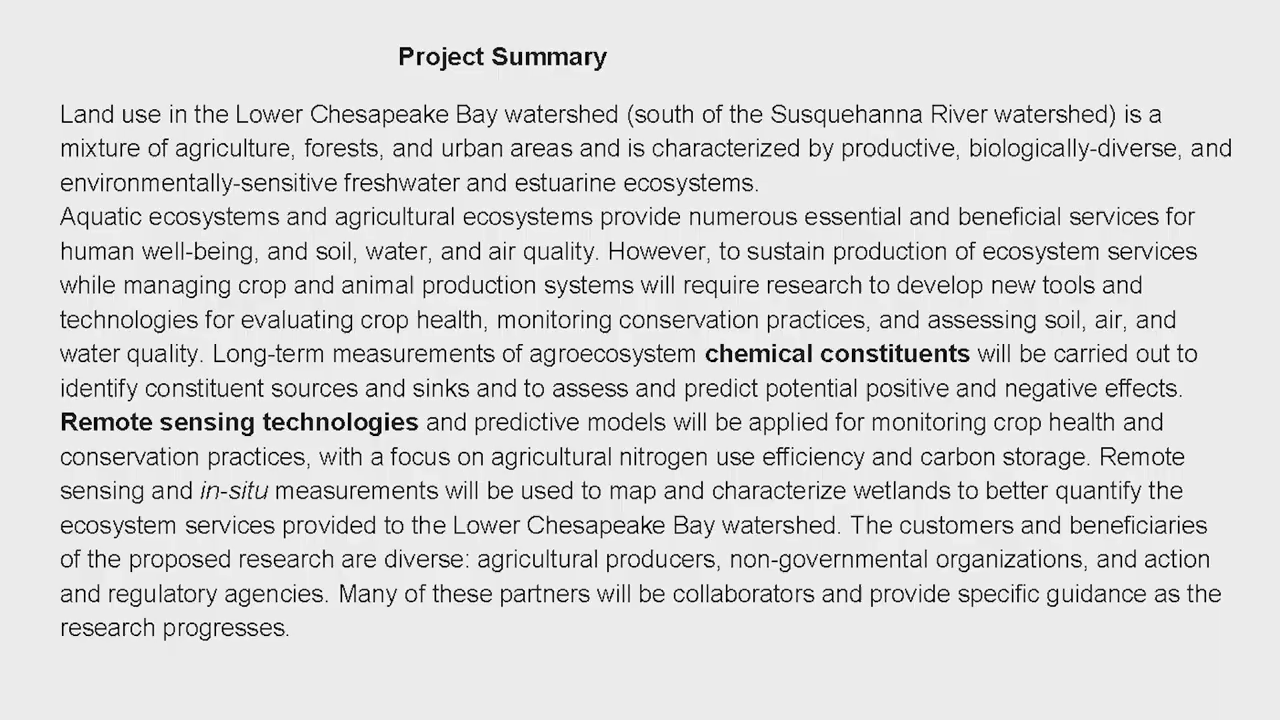 Project Summary
Land use in the Lower Chesapeake Bay watershed (south of the Susquehanna River watershed) is a
mixture of agriculture, forests, and urban areas and is characterized by productive, biologically-diverse, and
environmentally-sensitive freshwater and estuarine ecosystems.
Aquatic ecosystems and agricultural ecosystems provide numerous essential and beneficial services for
human well-being, and soil, water, and air quality. However, to sustain production of ecosystem services
while managing crop and animal production systems will require research to develop new tools and
technologies for evaluating crop health, monitoring conservation practices, and assessing soil, air, and
water quality. Long-term measurements of agroecosystem chemical constituents will be carried out to
identify constituent sources and sinks and to assess and predict potential positive and negative effects.
Remote sensing technologies and predictive models will be applied for monitoring crop health and
conservation practices, with a focus on agricultural nitrogen use efficiency and carbon storage. Remote
sensing and in-situ measurements will be used to map and characterize wetlands to better quantify the
ecosystem services provided to the Lower Chesapeake Bay watershed. The customers and beneficiaries
of the proposed research are diverse: agricultural producers, non-governmental organizations, and action
and regulatory agencies. Many of these partners will be collaborators and provide specific guidance as the
research progresses.